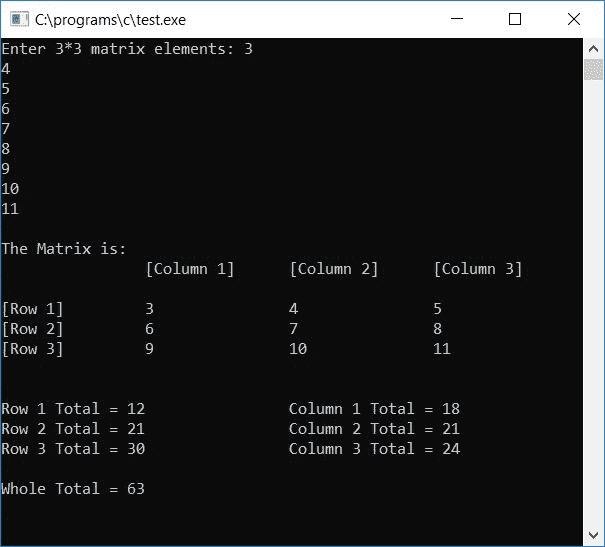 C:\programs\c\test.exe
Enter 3*3 matrix elements: 3
4
5
6
7
8
9
10
11
The Matrix is:
[Column 1] [Column 2] [Column 3]
[Row 1] 3 4 5
[Row 2] 6 7 8
[Row 3] 9 10 11
Row 1 Total = 12 Column 1 Total = 18
Row 2 Total = 21 Column 2 Total = 21
Row 3 Total = 30 Column 3 Total = 24
Whole Total = 63